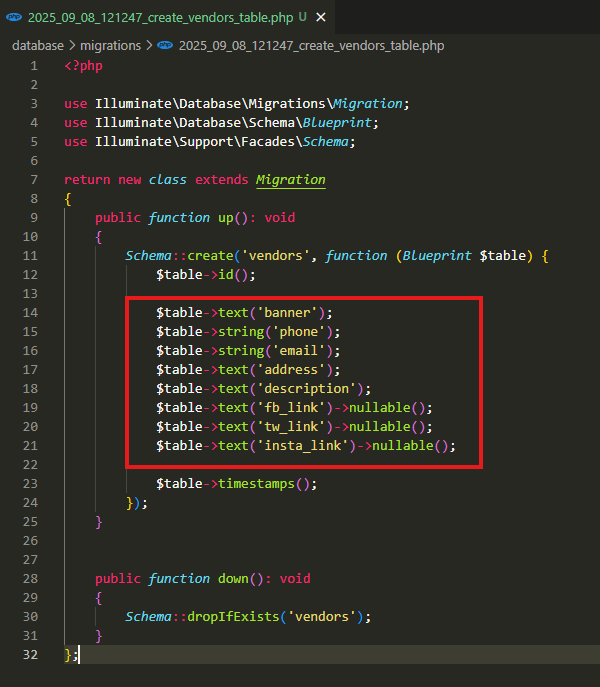 php 2025_09_08_121247_create_vendors_table.php U ✕
database > migrations > php 2025_09_08_121247_create_vendors_table.php
1 <?php
2
3 use Illuminate\Database\Migrations\Migration;
4 use Illuminate\Database\Schema\Blueprint;
5 use Illuminate\Support\Facades\Schema;
6
7 return new class extends Migration
8 {
9     public function up(): void
10     {
11         Schema::create('vendors', function (Blueprint $table) {
12             $table->id();
13
14             $table->text('banner');
15             $table->string('phone');
16             $table->string('email');
17             $table->text('address');
18             $table->text('description');
19             $table->text('fb_link')->nullable();
20             $table->text('tw_link')->nullable();
21             $table->text('insta_link')->nullable();
22
23             $table->timestamps();
24         });
25     }
26
27
28     public function down(): void
29     {
30         Schema::dropIfExists('vendors');
31     }
32 };